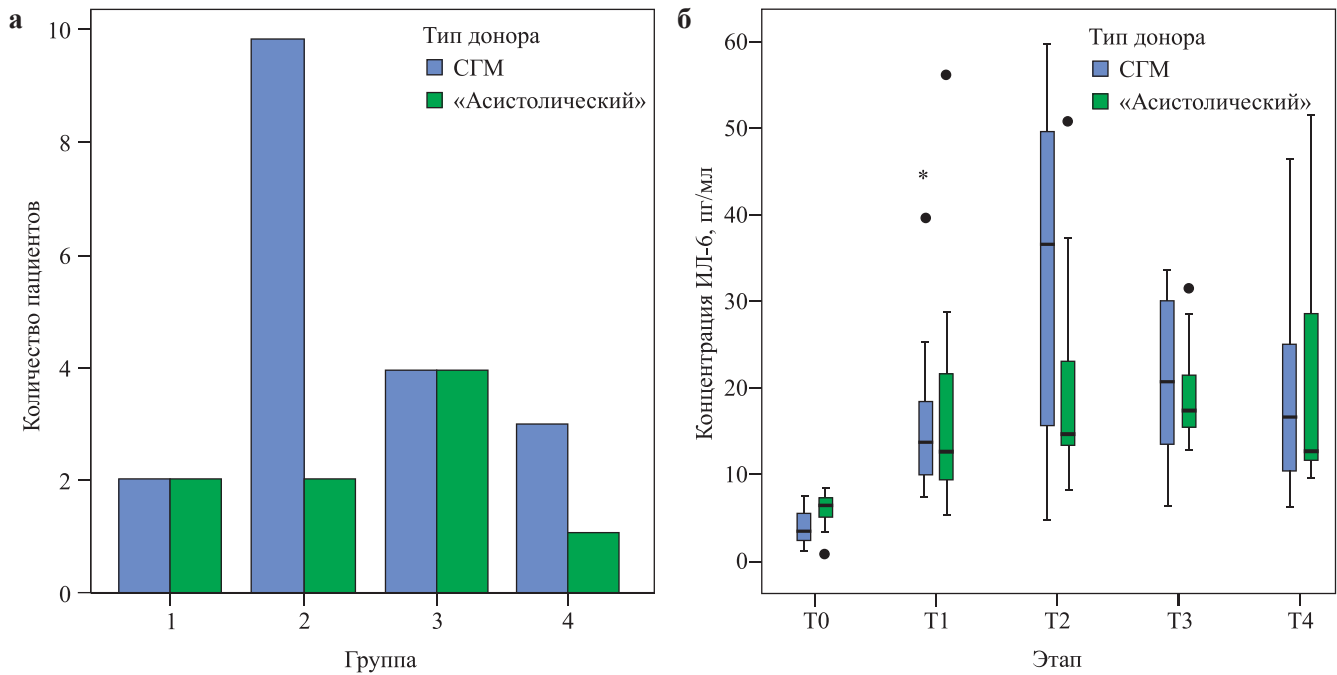 а
Тип донора
СГМ
«Асистолический»
Количество пациентов
10
8
6
4
2
0
1 2 3 4
Группа
б
Тип донора
СГМ
«Асистолический»
Концентрация ИЛ-6, пг/мл
60
50
40
30
20
10
0
*
T0 T1 T2 T3 T4
Этап